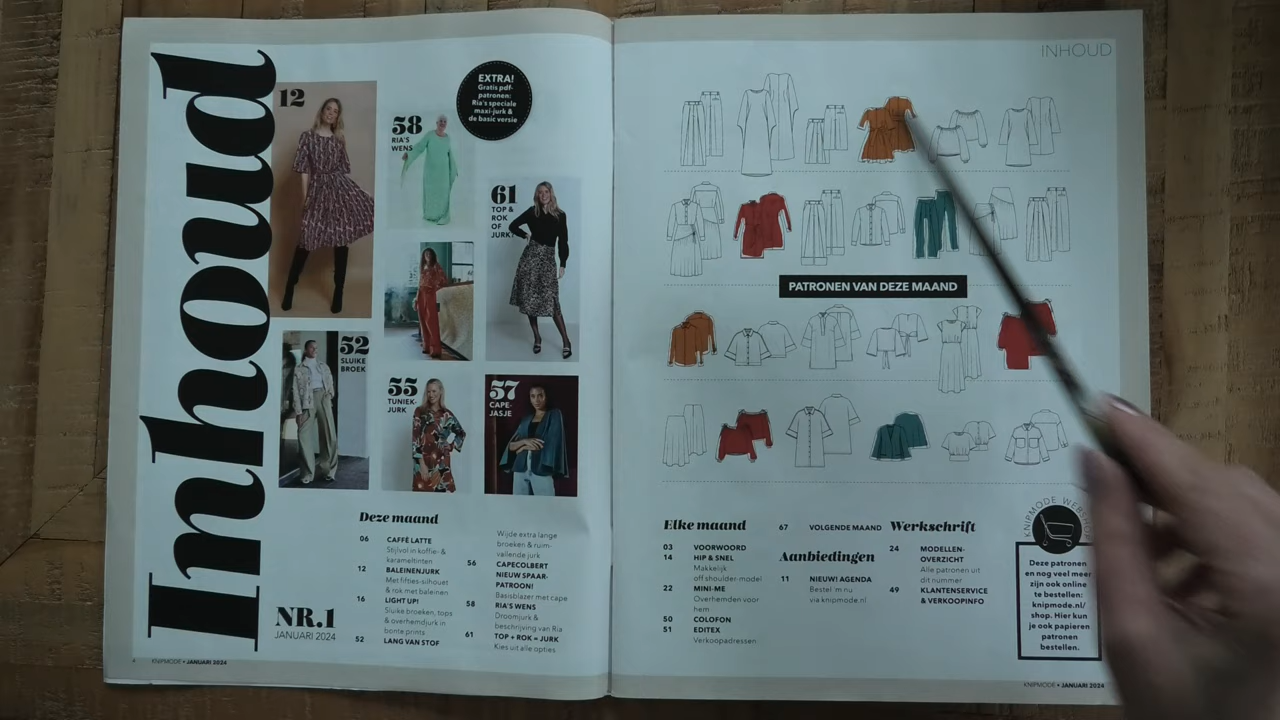 Inhoud
12
58
RIA'S
WENS
EXTRA!
Gratis pdf-
patronen:
Ria's speciale
maxi-jurk &
de basic versie
61
TOP &
ROK
OF
JURK
52
SLUIKE
BROEK
55
TUNIEK-
JURK
57
CAPE-
JASJE
NR.1
JANUARI 2024
Deze maand
06 CAFFÈ LATTE
Stijlvol in koffie- &
karameltinten
12 BALEINENJURK
Met fifties-silhouet
& rok met baleinen
16 LIGHT UP!
Sluike broeken, tops
& overhemdjurk in
bonte prints
52 LANG VAN STOF
Wijde extra lange
broeken & ruim-
vallende jurk
56 CAPECOLBERT
NIEUW SPAAR-
PATROON!
Basisblazer met cape
58 RIA'S WENS
Droomjurk &
beschrijving van Ria
61 TOP + ROK = JURK
Kies uit alle opties
4 KNIPMODE • JANUARI 2024
INHOUD
PATRONEN VAN DEZE MAAND
Elke maand
03 VOORWOORD
14 HIP & SNEL
Makkelijk
off shoulder-model
22 MINI-ME
Overhemden voor
hem
50 COLOFON
51 EDITEX
Verkoopadressen
67 VOLGENDE MAAND
Aanbiedingen
11 NIEUW! AGENDA
Bestel 'm nu
via knipmode.nl
Werkschrift
24 MODELLEN-
OVERZICHT
Alle patronen uit
dit nummer
49 KLANTENSERVICE
& VERKOOPINFO
KNIPMODE
Deze patronen
en nog veel meer
zijn ook online
te bestellen:
knipmode.nl/
shop. Hier kun
je ook papieren
patronen
bestellen.
KNIPMODE • JANUARI 2024